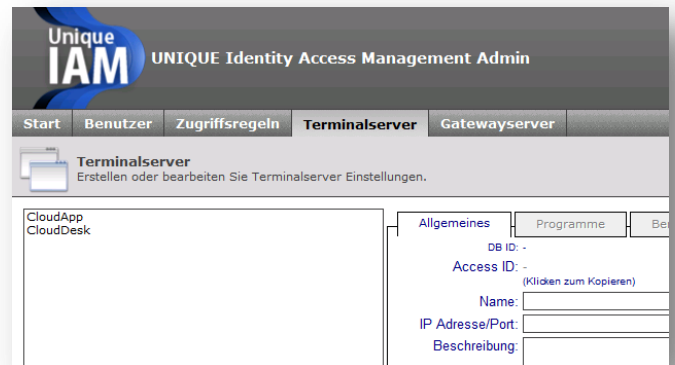 Unique
IAM
UNIQUE Identity Access Management Admin
Start Benutzer Zugriffsregeln Terminalserver Gatewayserver
Terminalserver
Erstellen oder bearbeiten Sie Terminalserver Einstellungen.
CloudApp
CloudDesk
Allgemeines Programme
DB ID: -
Access ID: -
(Klicken zum Kopieren)
Name:
IP Adresse/Port:
Beschreibung: